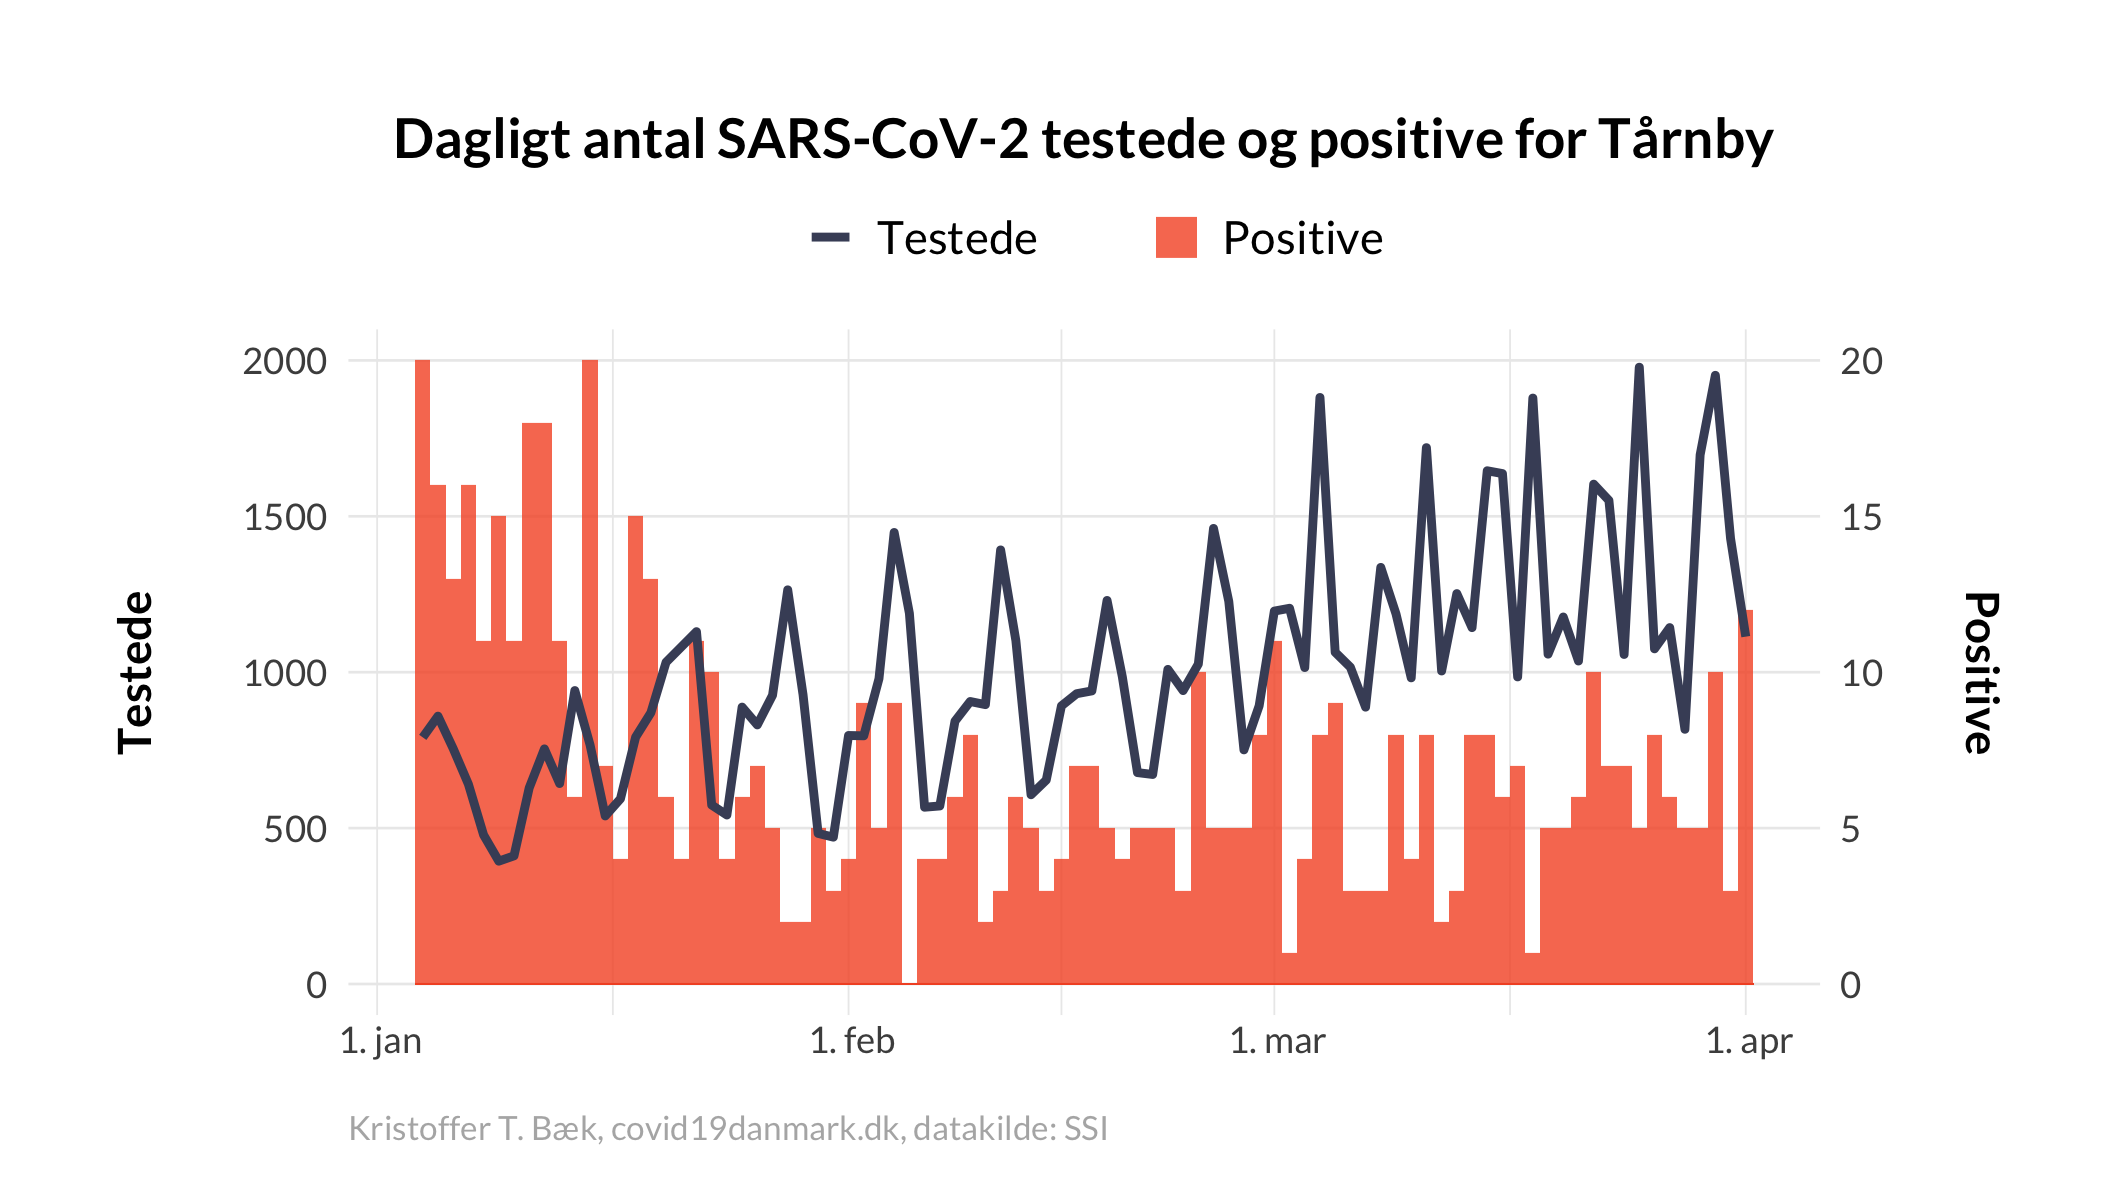 Dagligt antal SARS-CoV-2 testede og positive for Tårnby
Testede Positive
2000 20
1500 15
Testede
Positive
1000 10
500 5
0 0
1. jan 1. feb 1. mar 1. apr
Kristoffer T. Bæk, covid19danmark.dk, datakilde: SSI